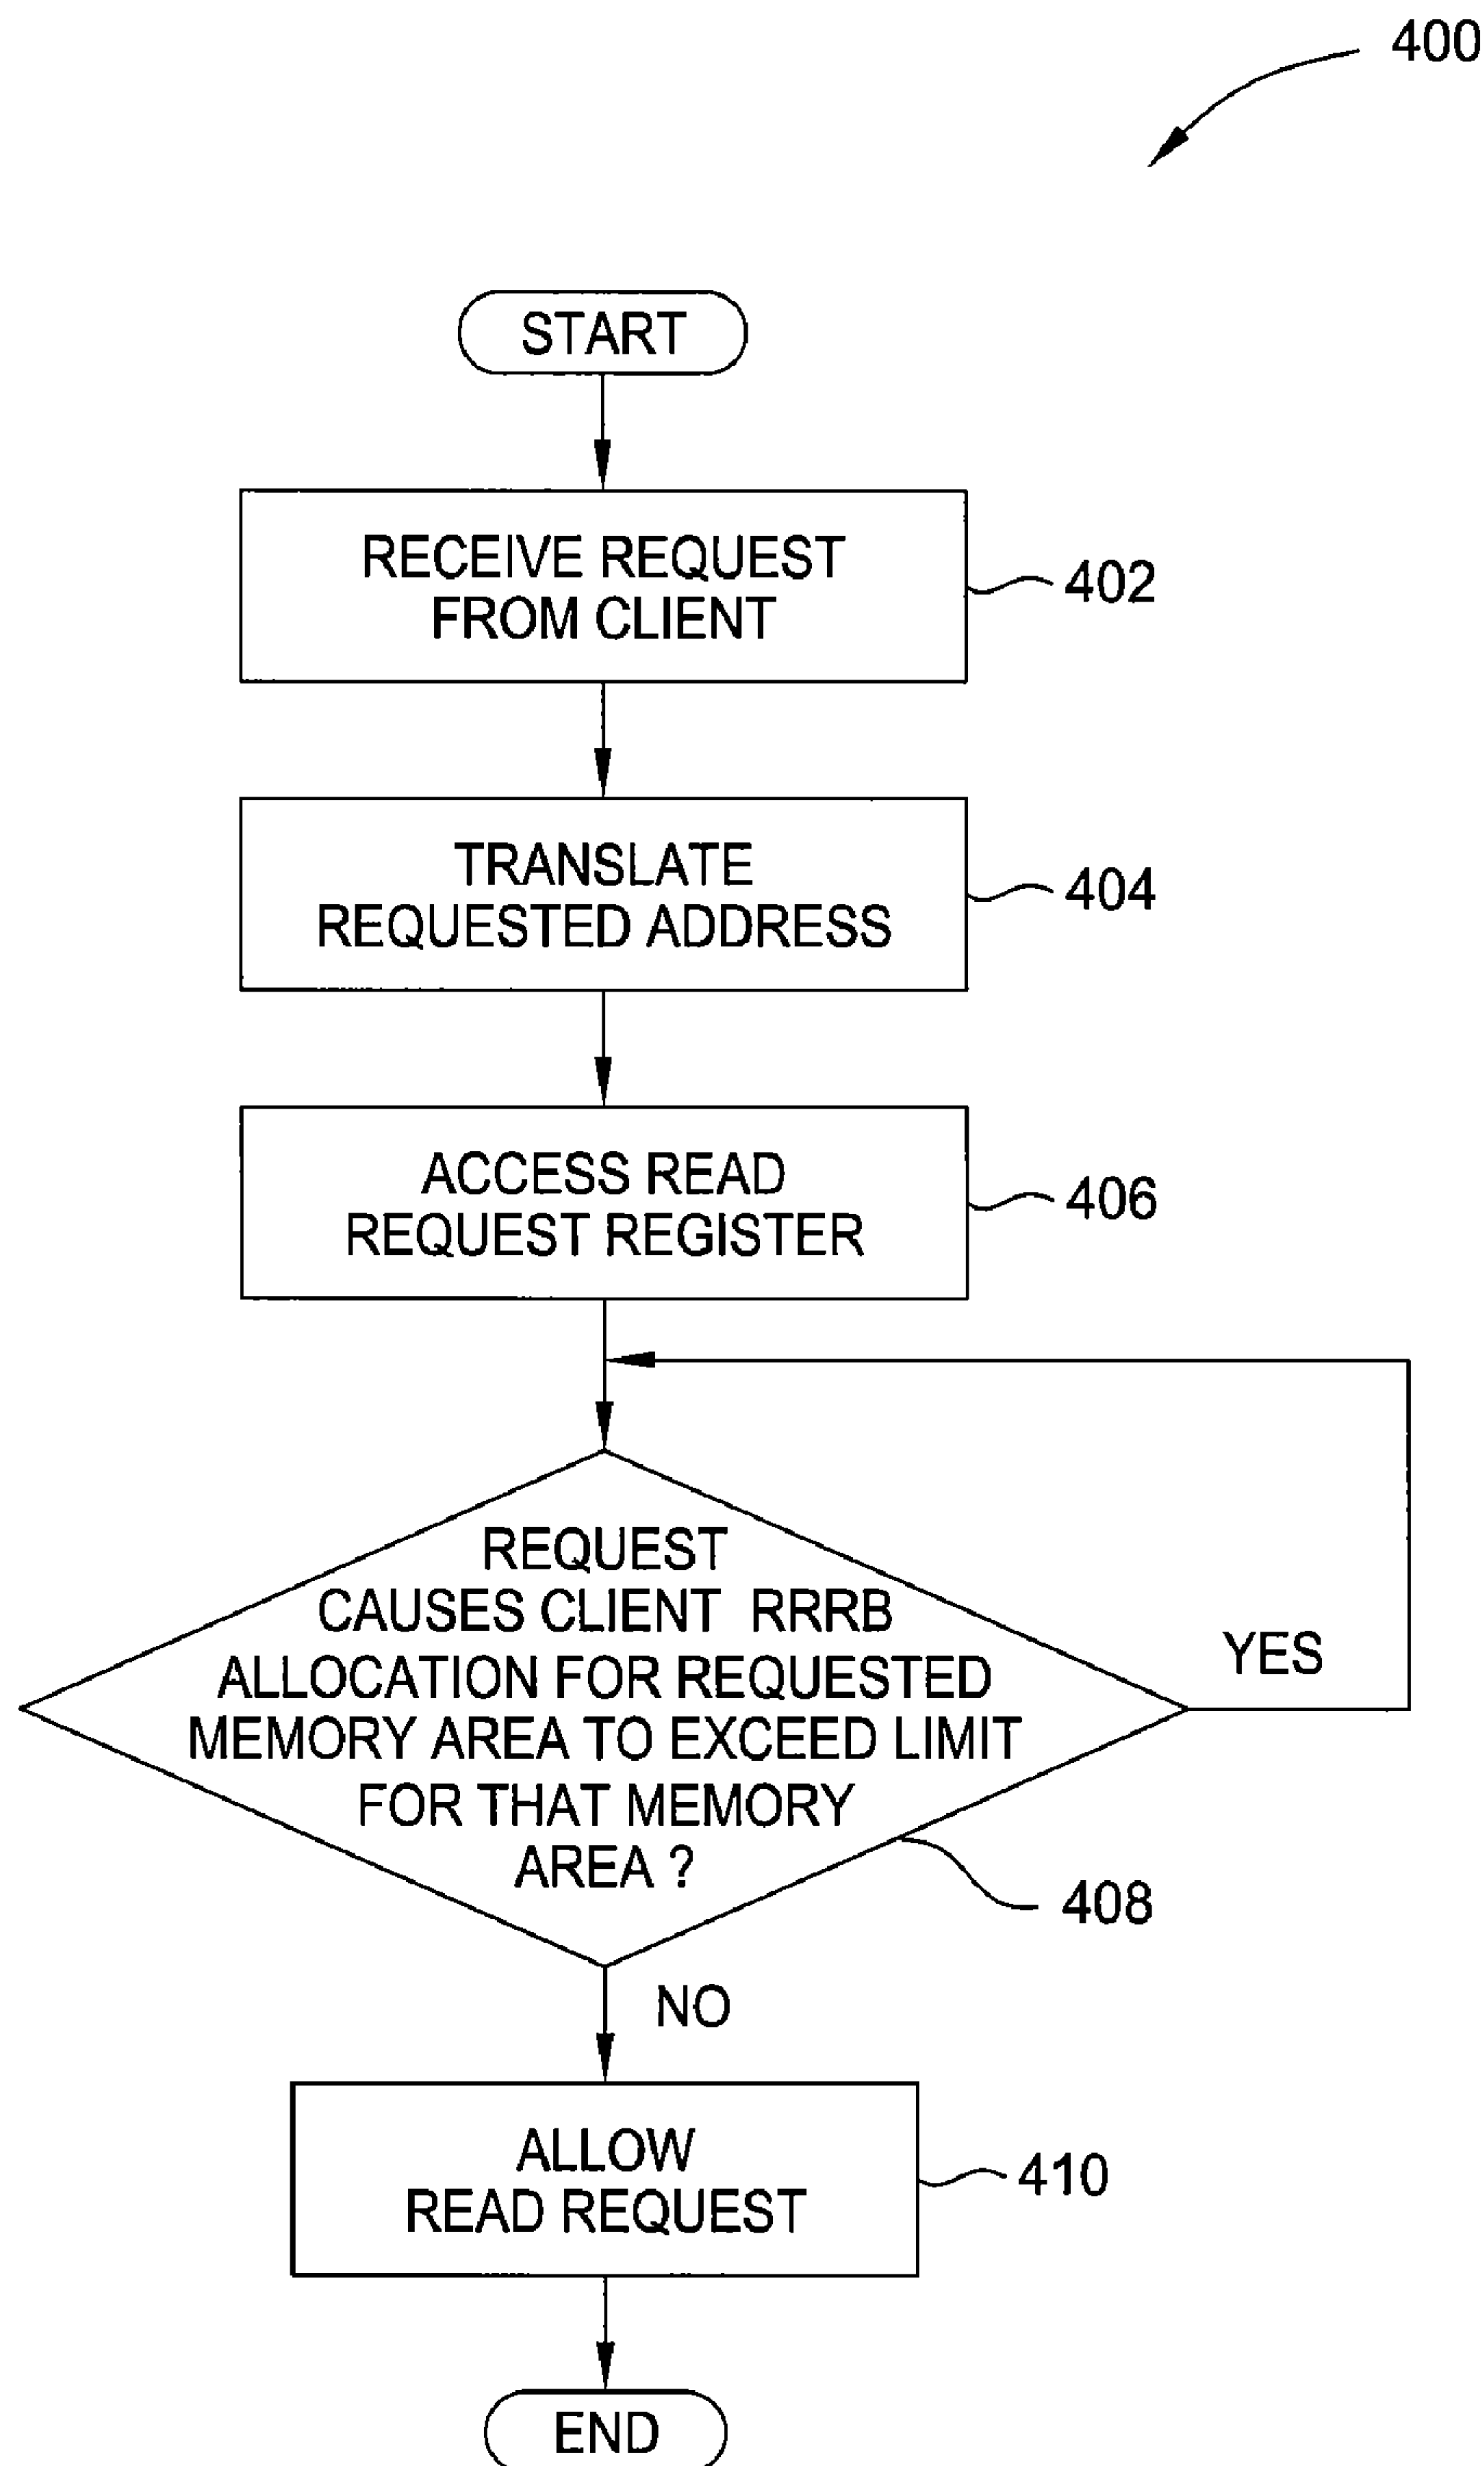 400
START
RECEIVE REQUEST
FROM CLIENT
402
TRANSLATE
REQUESTED ADDRESS
404
ACCESS READ
REQUEST REGISTER
406
REQUEST
CAUSES CLIENT RRRB
ALLOCATION FOR REQUESTED
MEMORY AREA TO EXCEED LIMIT
FOR THAT MEMORY
AREA ?
YES
408
NO
ALLOW
READ REQUEST
410
END